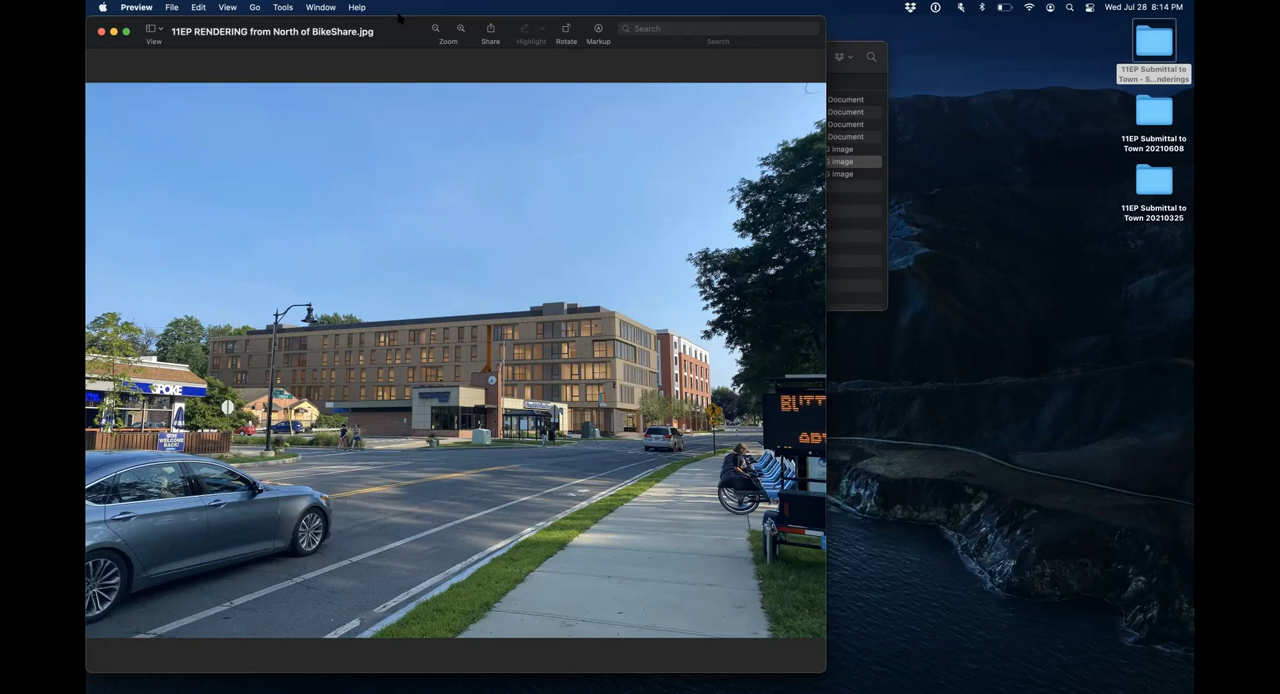 Preview File Edit View Go Tools Window Help
Wed Jul 28 8:14 PM
11EP RENDERING from North of BikeShare.jpg
Search
View
Zoom
Share
Highlight
Rotate
Markup
Search
Document
Document
Document
Document
G image
G image
G image
11EP Submittal to
Town - S...nderings
11EP Submittal to
Town 20210608
11EP Submittal to
Town 20210325
SPOKE
WELCOME
BACK!
BUTT